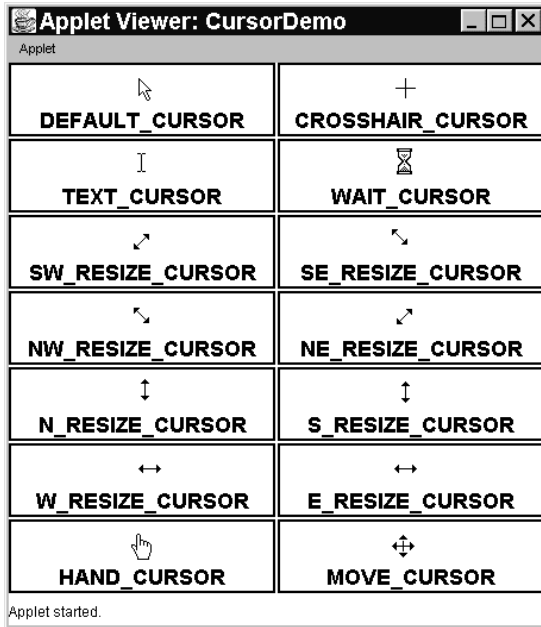 Applet Viewer: CursorDemo
Applet
DEFAULT_CURSOR
CROSSHAIR_CURSOR
TEXT_CURSOR
WAIT_CURSOR
SW_RESIZE_CURSOR
SE_RESIZE_CURSOR
NW_RESIZE_CURSOR
NE_RESIZE_CURSOR
N_RESIZE_CURSOR
S_RESIZE_CURSOR
W_RESIZE_CURSOR
E_RESIZE_CURSOR
HAND_CURSOR
MOVE_CURSOR
Applet started.